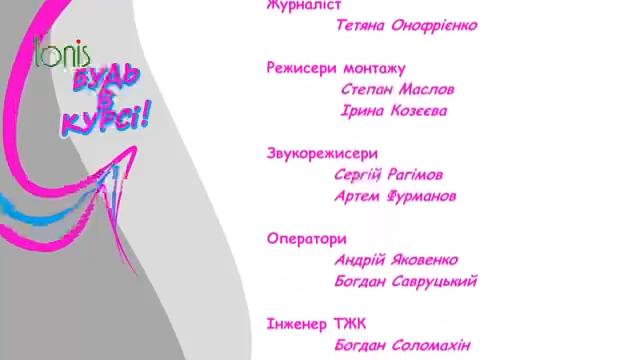 Журналіст
Тетяна Онофрієнко
tonis
БУДЬ
В
КУРСІ!
Режисери монтажу
Степан Маслов
Ірина Козєєва
Звукорежисери
Сергій Рагімов
Артем Фурманов
Оператори
Андрій Яковенко
Богдан Савруцький
Інженер ТЖК
Богдан Соломахін